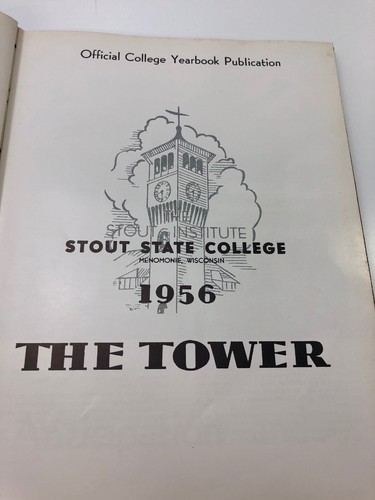 Official College Yearbook Publication
STOUT INSTITUTE
STOUT STATE COLLEGE
MENOMONIE, WISCONSIN
1956
THE TOWER